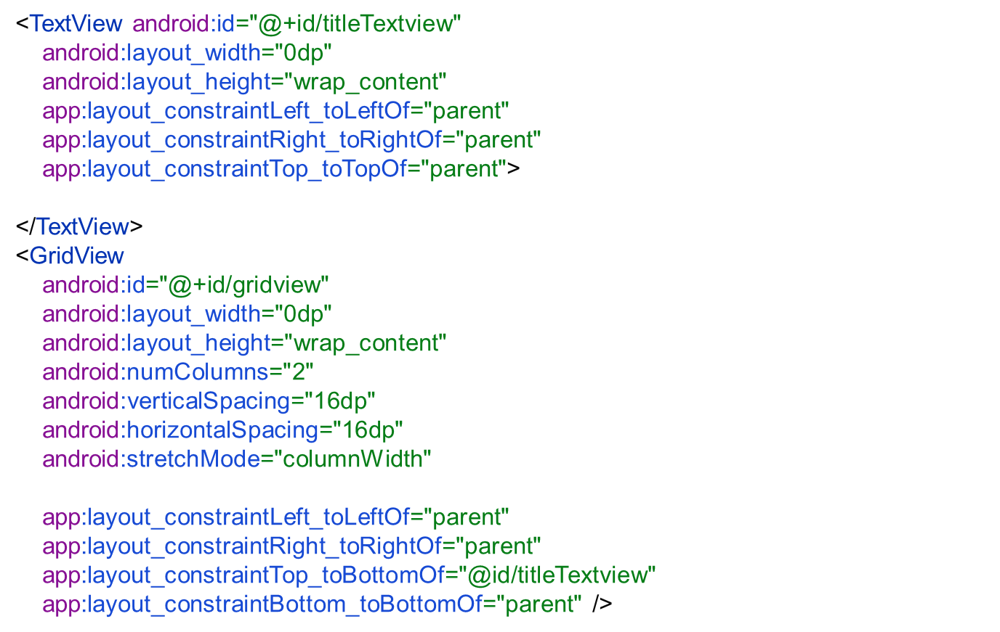 <TextView android:id="@+id/titleTextview"
android:layout_width="0dp"
android:layout_height="wrap_content"
app:layout_constraintLeft_toLeftOf="parent"
app:layout_constraintRight_toRightOf="parent"
app:layout_constraintTop_toTopOf="parent">
</TextView>
<GridView
android:id="@+id/gridview"
android:layout_width="0dp"
android:layout_height="wrap_content"
android:numColumns="2"
android:verticalSpacing="16dp"
android:horizontalSpacing="16dp"
android:stretchMode="columnWidth"
app:layout_constraintLeft_toLeftOf="parent"
app:layout_constraintRight_toRightOf="parent"
app:layout_constraintTop_toBottomOf="@id/titleTextview"
app:layout_constraintBottom_toBottomOf="parent" />